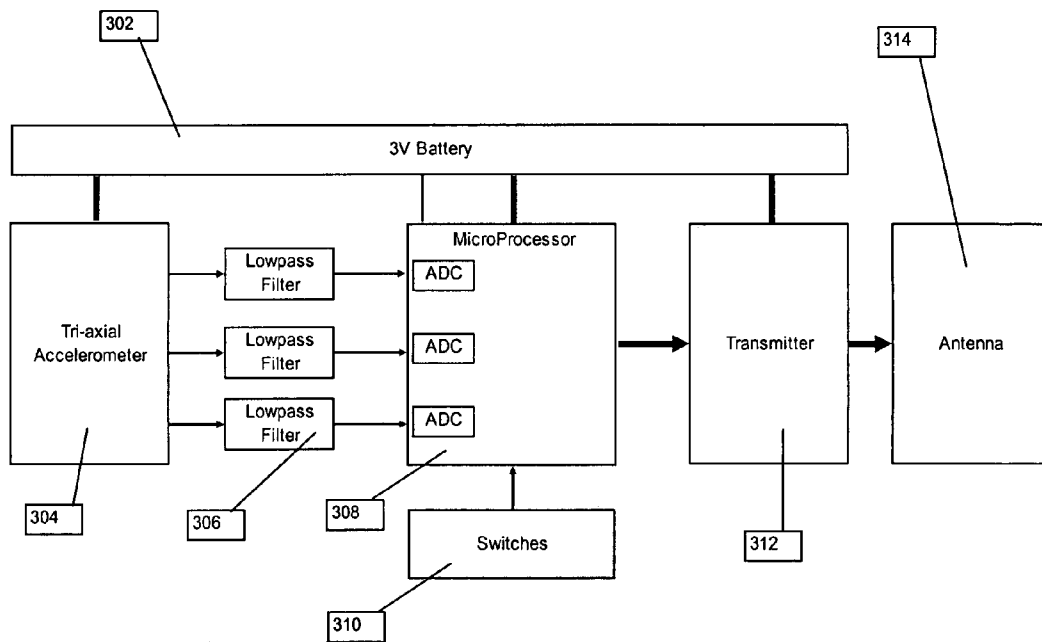 302
314
3V Battery
MicroProcessor
Lowpass
Filter
ADC
Tri-axial
Accelerometer
Lowpass
Filter
ADC
Transmitter
Antenna
Lowpass
Filter
ADC
304
306
308
312
Switches
310